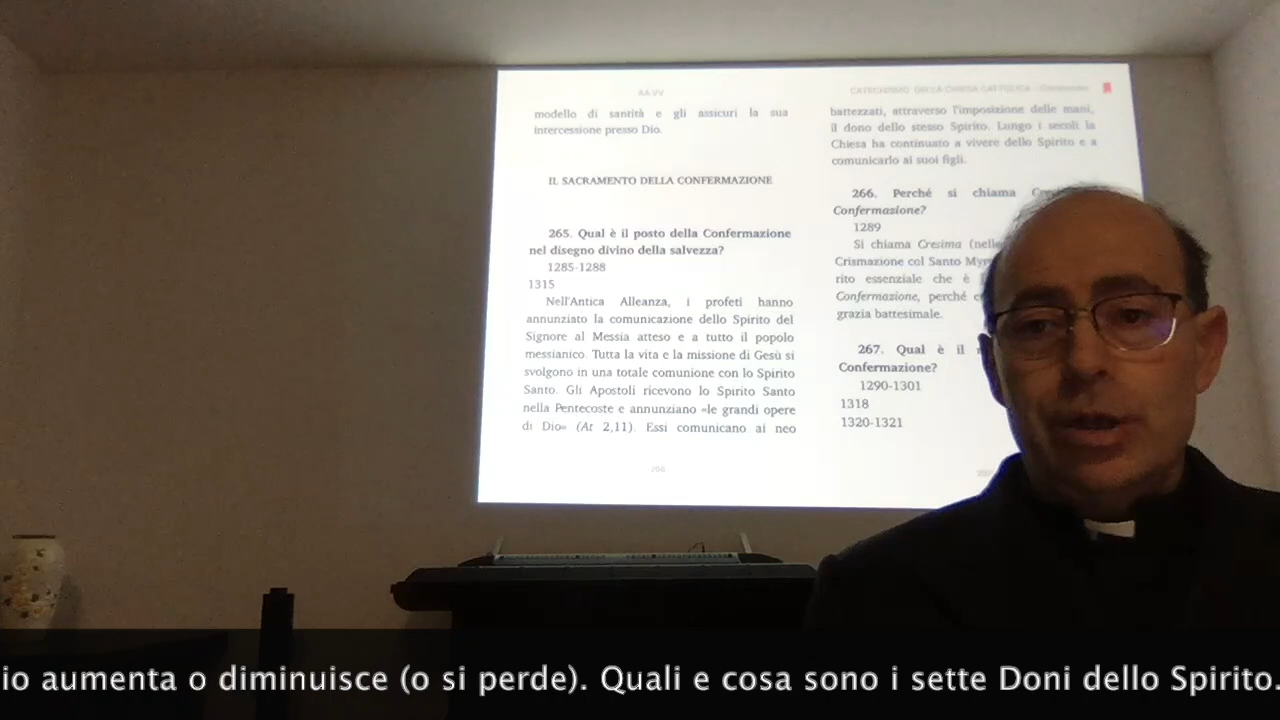 AA.VV
modello di santità e gli assicuri la sua
intercessione presso Dio.
IL SACRAMENTO DELLA CONFERMAZIONE
265. Qual è il posto della Confermazione
nel disegno divino della salvezza?
1285-1288
1315
Nell'Antica Alleanza, i profeti hanno
annunziato la comunicazione dello Spirito del
Signore al Messia atteso e a tutto il popolo
messianico. Tutta la vita e la missione di Gesù si
svolgono in una totale comunione con lo Spirito
Santo. Gli Apostoli ricevono lo Spirito Santo
nella Pentecoste e annunziano «le grandi opere
di Dio» (At 2,11). Essi comunicano ai neo
CATECHISMO DELLA CHIESA CATTOLICA
battezzati, attraverso l'imposizione delle mani,
il dono dello stesso Spirito. Lungo i secoli la
Chiesa ha continuato a vivere dello Spirito e a
comunicarlo ai suoi figli.
266. Perché si chiama
Confermazione?
1289
Si chiama Cresima
Crismazione col Santo
rito essenziale che è
Confermazione, perché
grazia battesimale.
267. Qual è il
Confermazione?
1290-1301
1318
1320-1321
io aumenta o diminuisce (o si perde). Quali e cosa sono i sette Doni dello Spirito.